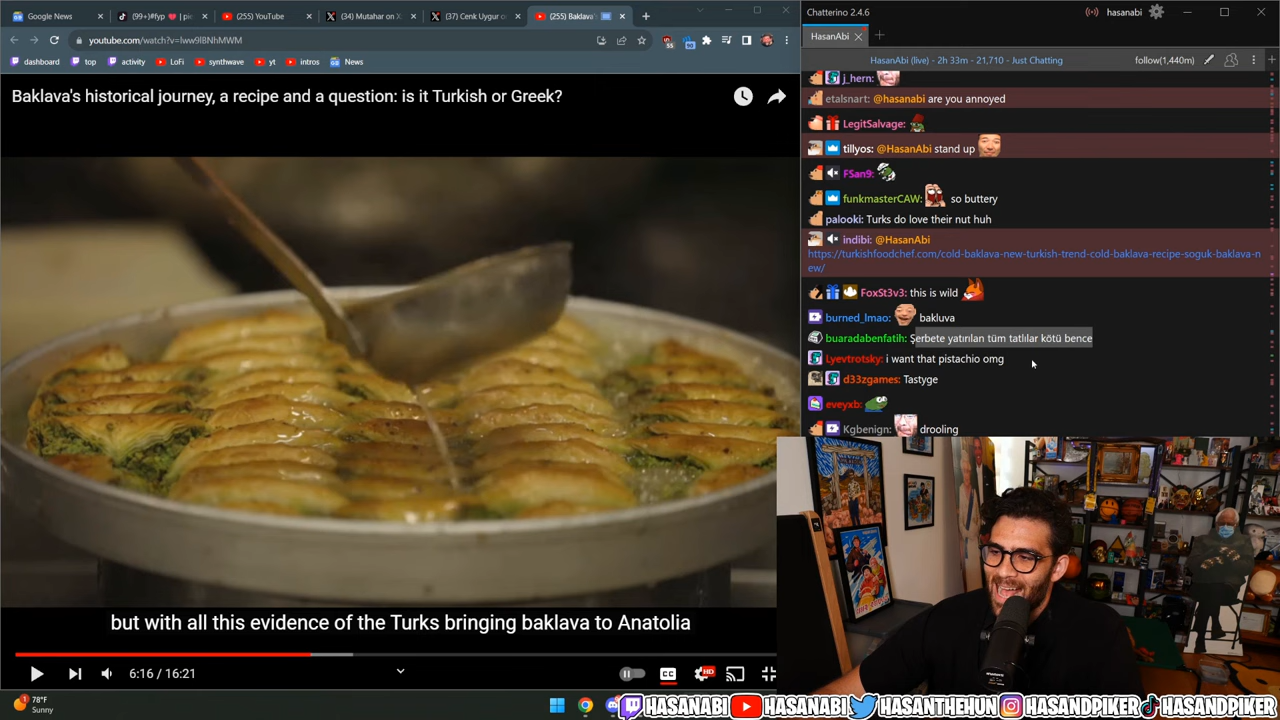 Google News
(99+)#fyp
(255) YouTube
(34) Mutahar on X
(37) Cenk Uygur o
(255) Baklava'
youtube.com/watch?v=lww9lBNhMWM
dashboard
top
activity
LoFi
synthwave
yt
intros
News
Baklava's historical journey, a recipe and a question: is it Turkish or Greek?
but with all this evidence of the Turks bringing baklava to Anatolia
6:16 / 16:21
CC
HD
78°F
Sunny
Chatterino 2.4.6
hasanabi
HasanAbi
HasanAbi (live) - 2h 33m - 21,710 - Just Chatting
follow(1,440m)
j_hern:
etalsnart: @hasanabi are you annoyed
LegitSalvage:
tillyos: @HasanAbi stand up
FSan9:
funkmasterCAW: so buttery
palooki: Turks do love their nut huh
indibi: @HasanAbi
https://turkishfoodchef.com/cold-baklava-new-turkish-trend-cold-baklava-recipe-soguk-baklava-n
ew/
FoxSt3v3: this is wild
burned_lmao: bakluva
buaradabenfatih: Şerbete yatırılan tüm tatlılar kötü bence
Lyevtrotsky: i want that pistachio omg
d33zgames: Tastyge
eveyxb:
Kgbenign: drooling
HASANABI
HASANABI
HASANTHEHUN
HASANDPIKER
HASANDPIKER